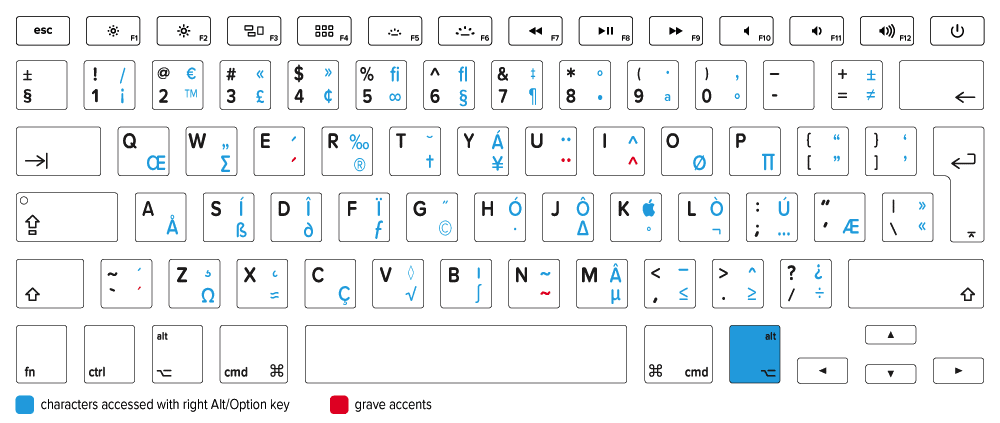 esc F1 F2 F3 F4 F5 F6 F7 F8 F9 F10 F11 F12
± ! / @ € # « $ » % fi ^ fl & ‡ * ° ( · ) ‚ – + ±
§ 1 ¡ 2 ™ 3 £ 4 ¢ 5 ∞ 6 § 7 ¶ 8 • 9 ª 0 º - = ≠
Q W „ E ´ R ‰ T ˇ Y Á U ¨ I ^ O P { “ } ‘
Œ Σ ´ ® † ¥ ¨ ^ Ø ∏ [ ” ] ’
A S Í D Î F Ï G ˝ H Ó J Ô K  L Ò : Ú " | »
Å ß ∂ ƒ © · ∆ ° ¬ ; … ' Æ \ «
~ ´ Z X C V ◊ B ı N ~ M Â < ¯ > ^ ? ¿
` ´ Ω ≈ Ç √ ∫ ~ µ , ≤ . ≥ / ÷
alt alt
fn ctrl ⌥ cmd ⌘ ⌘ cmd ⌥
characters accessed with right Alt/Option key grave accents